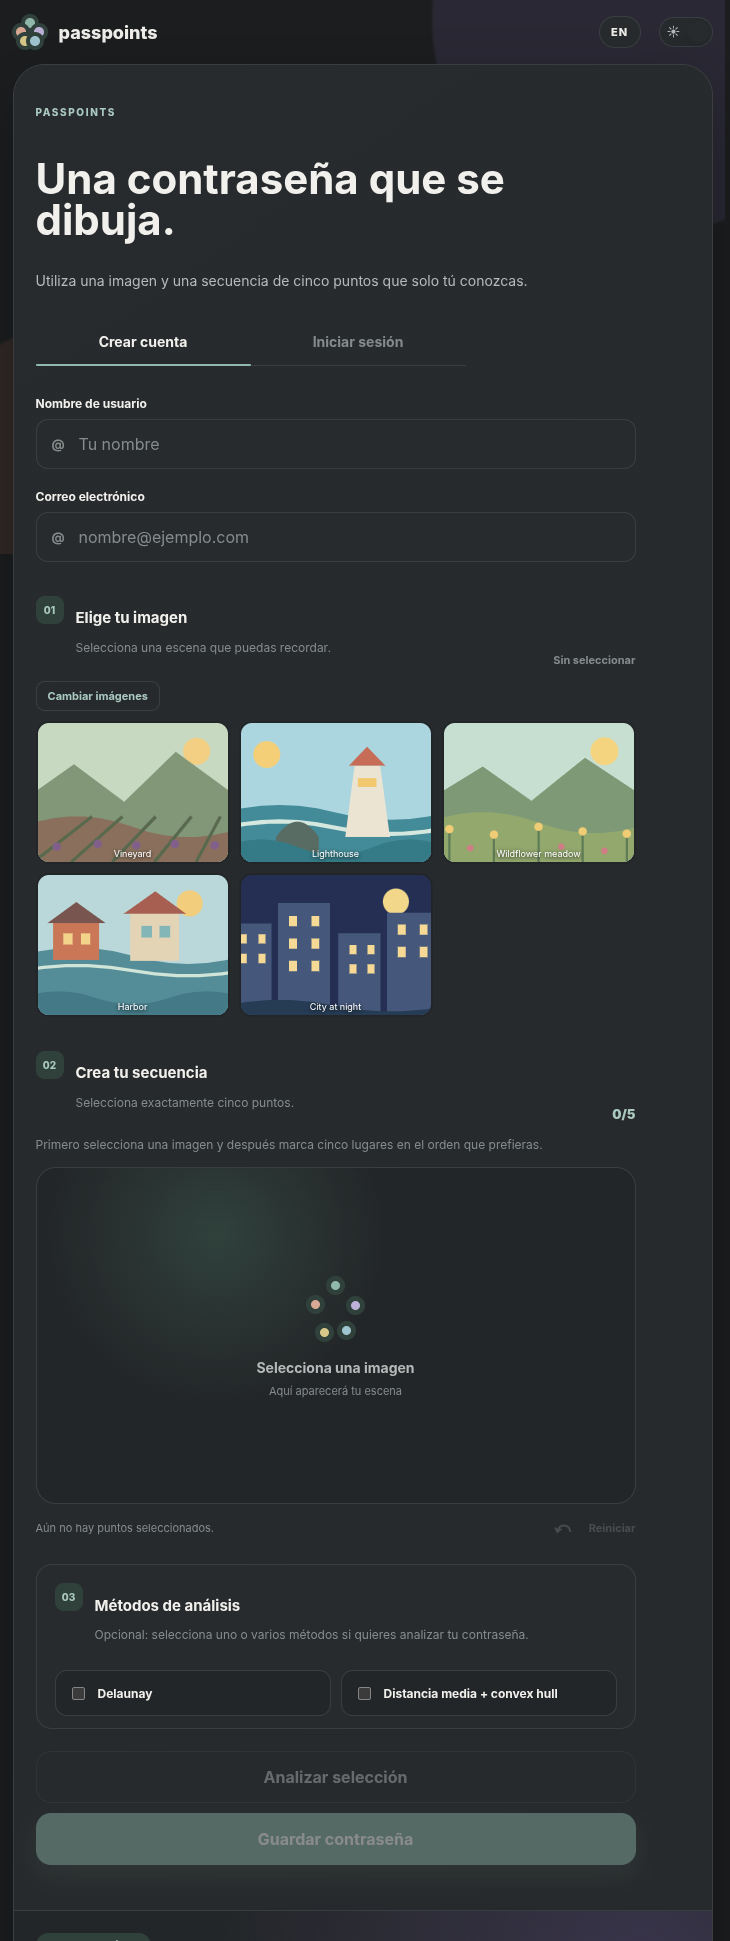 passpoints
EN
PASSPOINTS
Una contraseña que se
dibuja.
Utiliza una imagen y una secuencia de cinco puntos que solo tú conozcas.
Crear cuenta
Iniciar sesión
Nombre de usuario
@ Tu nombre
Correo electrónico
@ nombre@ejemplo.com
01
Elige tu imagen
Selecciona una escena que puedas recordar.
Sin seleccionar
Cambiar imágenes
Vineyard
Lighthouse
Wildflower meadow
Harbor
City at night
02
Crea tu secuencia
Selecciona exactamente cinco puntos.
0/5
Primero selecciona una imagen y después marca cinco lugares en el orden que prefieras.
Selecciona una imagen
Aquí aparecerá tu escena
Aún no hay puntos seleccionados.
Reiniciar
03
Métodos de análisis
Opcional: selecciona uno o varios métodos si quieres analizar tu contraseña.
Delaunay
Distancia media + convex hull
Analizar selección
Guardar contraseña